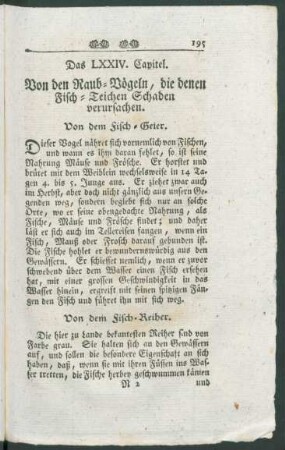 195
Das LXXIV. Capitel.
Von den Raub-Vögeln, die denen
Fisch-Teichen Schaden
verursachen.
Von dem Fisch-Geier.
Dieser Vogel nähret sich vornemlich von Fischen,
und wann es ihm daran fehlet, so ist seine
Nahrung Mäuse und Frösche. Er horstet und
brütet mit dem Weiblein wechselsweise in 14 Ta
gen 4. bis 5. Junge aus. Er ziehet zwar auch
im Herbst, aber doch nicht gänzlich aus unsern Ge
genden weg, sondern begiebt sich nur an solche
Orte, wo er seine ebengedachte Nahrung, als
Fische, Mäuse und Frösche findet; und daher
läst er sich auch im Tellereisen fangen, wenn ein
Fisch, Mauß oder Frosch darauf gebunden ist.
Die Fische hohlet er bewundernswürdig aus den
Gewässern. Er schiesset nemlich, wenn er zuvor
schwebend über dem Wasser einen Fisch ersehen
hat, mit einer grossen Geschwindigkeit in das
Wasser hinein, ergreift mit seinen spitzigen Fän
gen den Fisch und führet ihn mit sich weg.
Von dem Fisch-Reiher.
Die hier zu Lande bekantesten Reiher sind von
Farbe grau. Sie halten sich an den Gewässern
auf, und sollen die besondere Eigenschaft an sich
haben, daß, wenn sie mit ihren Füssen ins Was
ser tretten, die Fische herbey geschwummen kämen
N 2 und